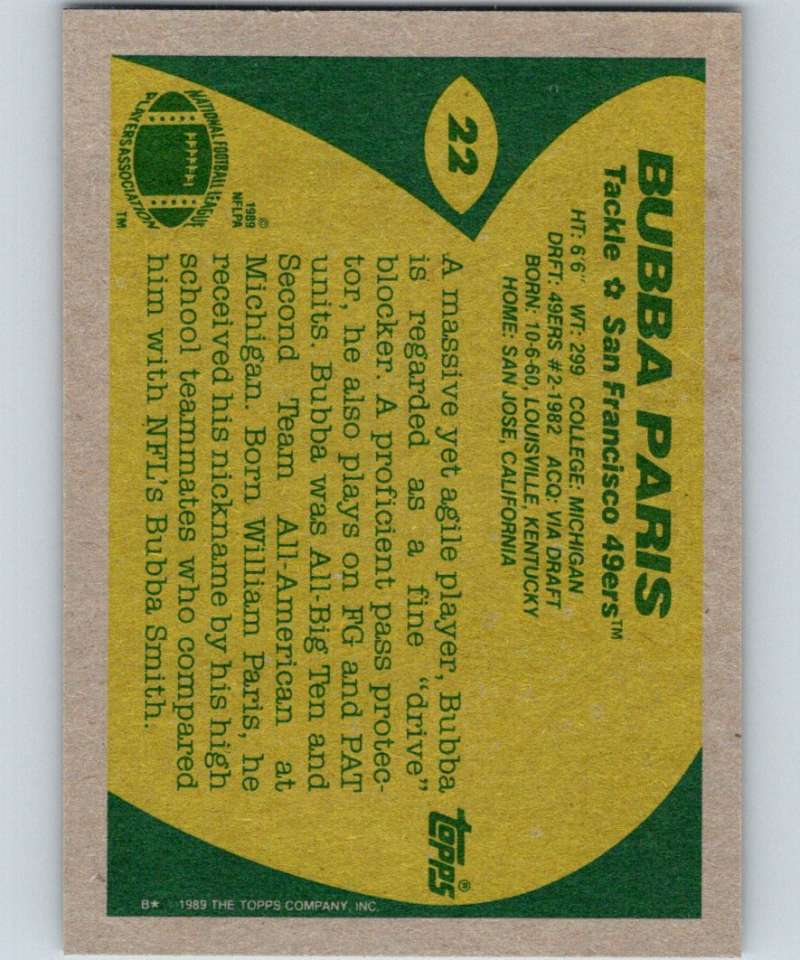 22
BUBBA PARIS
Tackle ✩ San Francisco 49ers™
HT: 6'6" WT: 299 COLLEGE: MICHIGAN
DRFT: 49ERS #2-1982 ACQ: VIA DRAFT
BORN: 10-6-60, LOUISVILLE, KENTUCKY
HOME: SAN JOSE, CALIFORNIA
A massive yet agile player, Bubba
is regarded as a fine "drive"
blocker. A proficient pass protec-
tor, he also plays on FG and PAT
units. Bubba was All-Big Ten and
Second Team All-American at
Michigan. Born William Paris, he
received his nickname by his high
school teammates who compared
him with NFL's Bubba Smith.
NATIONAL FOOTBALL LEAGUE
PLAYERS ASSOCIATION
TM
©
1989
NFLPA
topps®
B★ 1989 THE TOPPS COMPANY, INC.